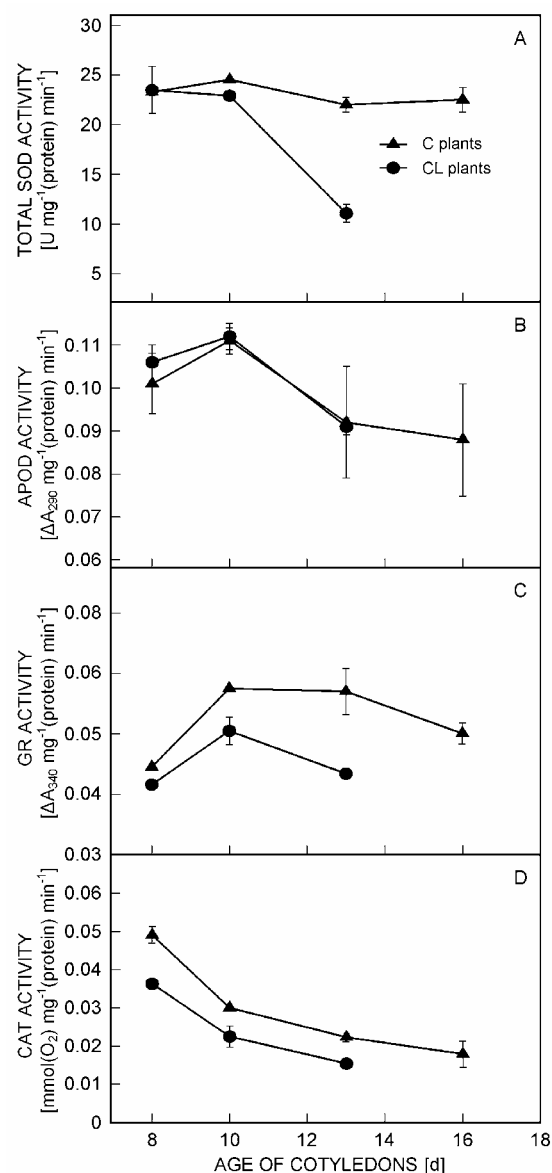 A
TOTAL SOD ACTIVITY
[U mg⁻¹(protein) min⁻¹]
30
25
20
15
10
5
C plants
CL plants
B
APOD ACTIVITY
[ΔA₂₉₀ mg⁻¹(protein) min⁻¹]
0.11
0.10
0.09
0.08
0.07
0.06
C
GR ACTIVITY
[ΔA₃₄₀ mg⁻¹(protein) min⁻¹]
0.08
0.06
0.05
0.04
0.03
D
CAT ACTIVITY
[mmol(O₂) mg⁻¹(protein) min⁻¹]
0.05
0.06
0.04
0.03
0.02
0.01
0
8 10 12 14 16 18
AGE OF COTYLEDONS [d]